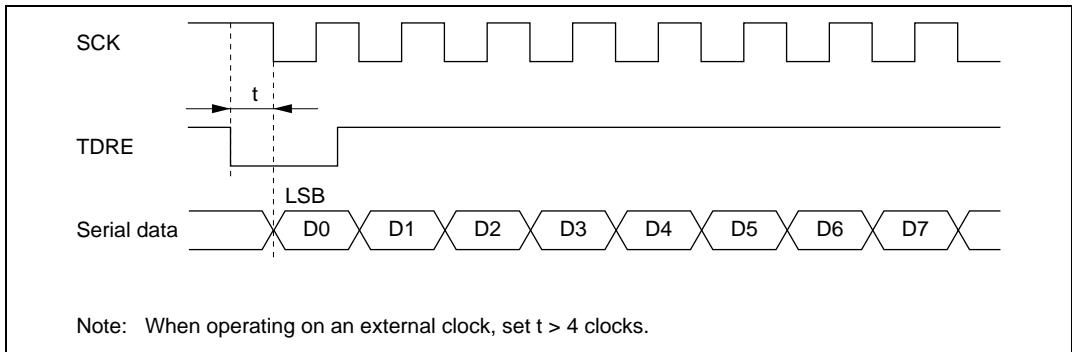 SCK
t
TDRE
LSB
Serial data D0 D1 D2 D3 D4 D5 D6 D7
Note: When operating on an external clock, set t > 4 clocks.